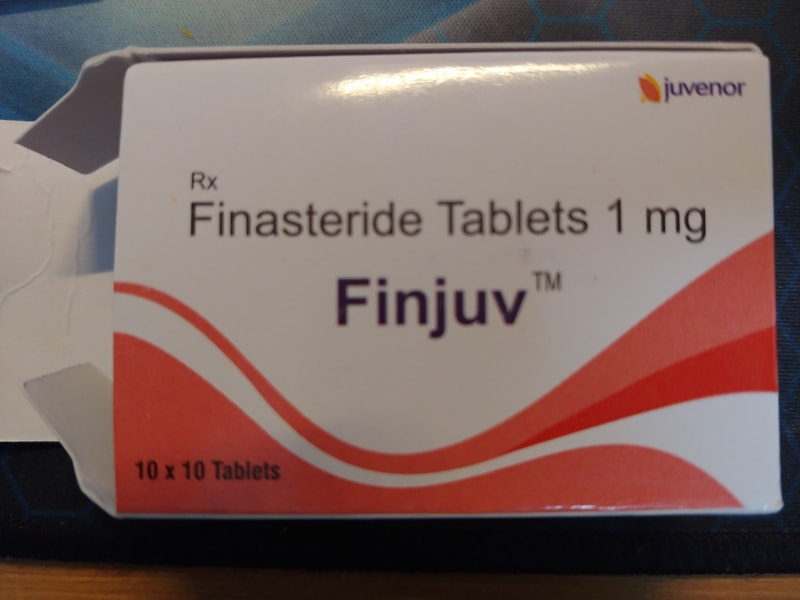 juvenor
Rx
Finasteride Tablets 1 mg
Finjuv™
10 x 10 Tablets